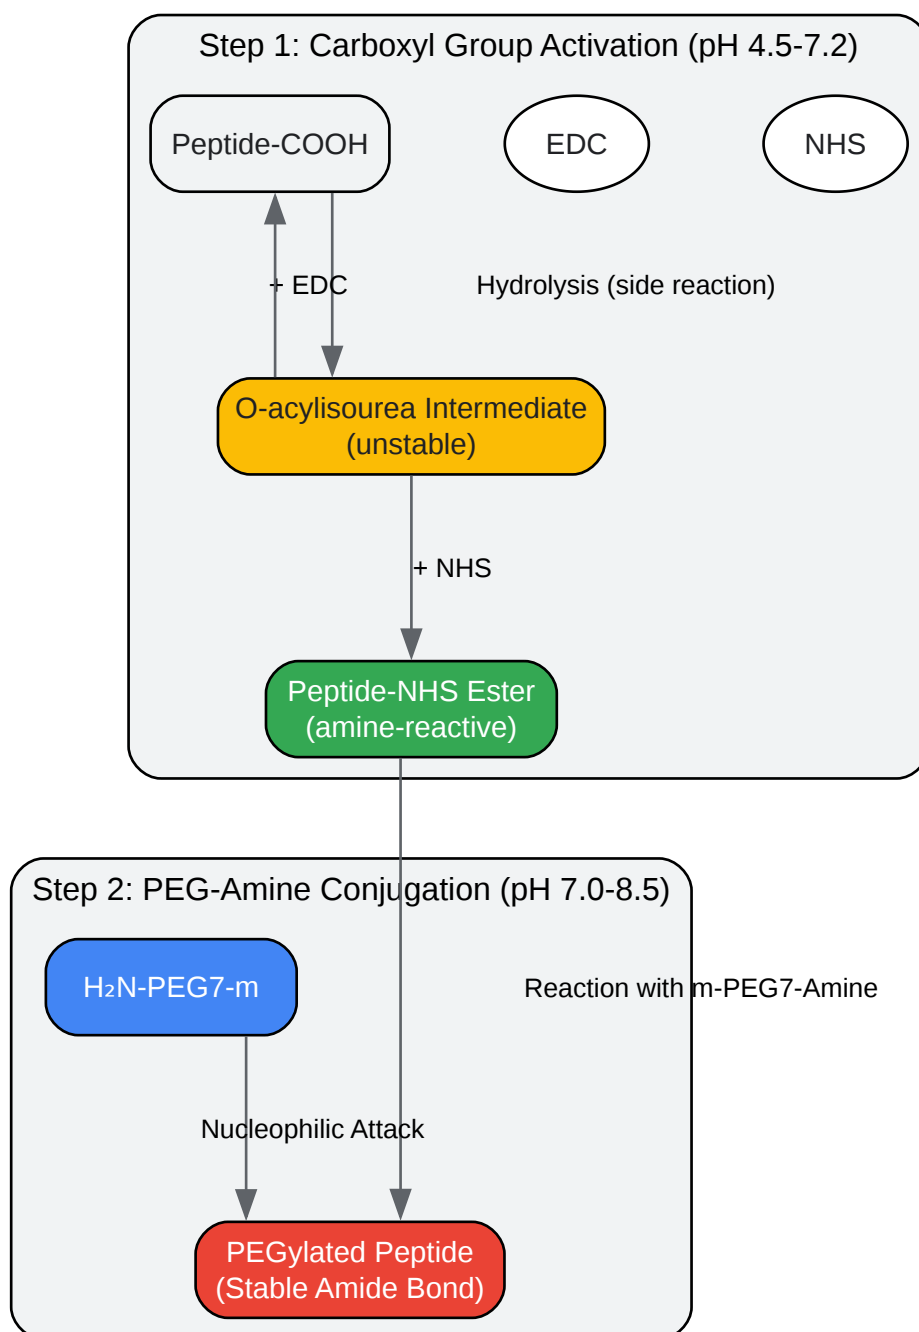 Step 1: Carboxyl Group Activation (pH 4.5-7.2)
Peptide-COOH
EDC
NHS
+ EDC
Hydrolysis (side reaction)
O-acylisourea Intermediate
(unstable)
+ NHS
Peptide-NHS Ester
(amine-reactive)
Step 2: PEG-Amine Conjugation (pH 7.0-8.5)
H₂N-PEG7-m
Reaction with m-PEG7-Amine
Nucleophilic Attack
PEGylated Peptide
(Stable Amide Bond)